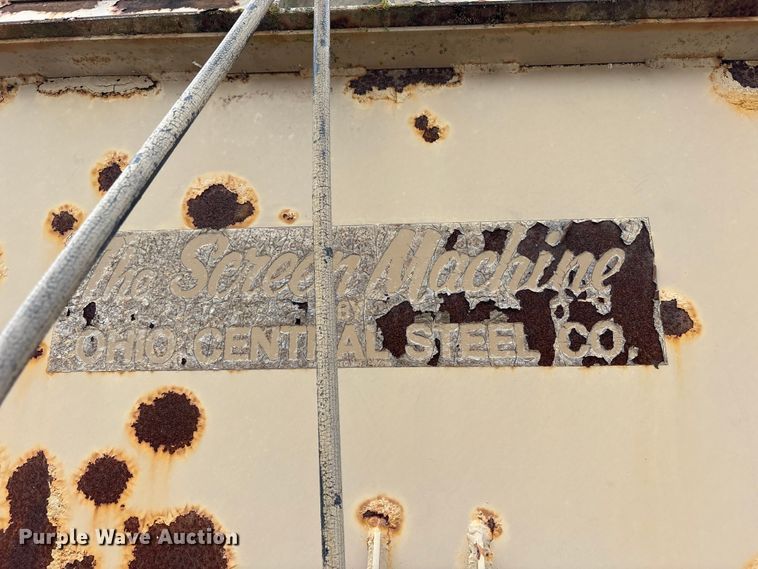 The Screen Machine
BY
OHIO CENTRAL STEEL CO
Purple Wave Auction